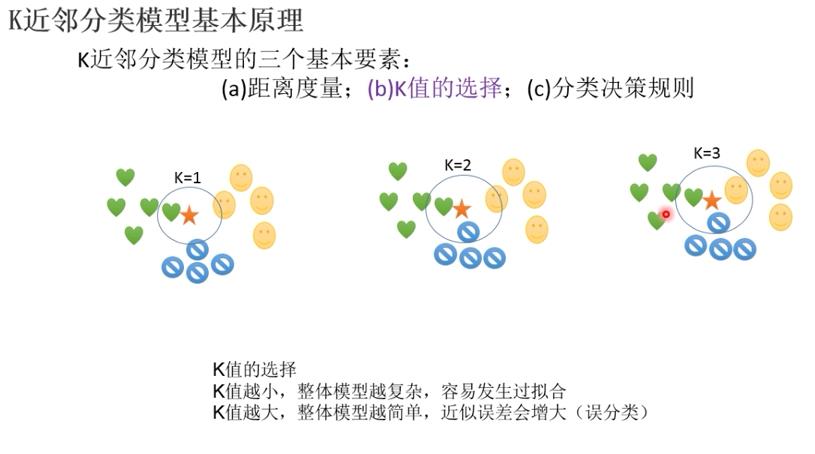 K近邻分类模型基本原理
K近邻分类模型的三个基本要素：
(a)距离度量；(b)K值的选择；(c)分类决策规则
K=1
K=2
K=3
K值的选择
K值越小，整体模型越复杂，容易发生过拟合
K值越大，整体模型越简单，近似误差会增大（误分类）